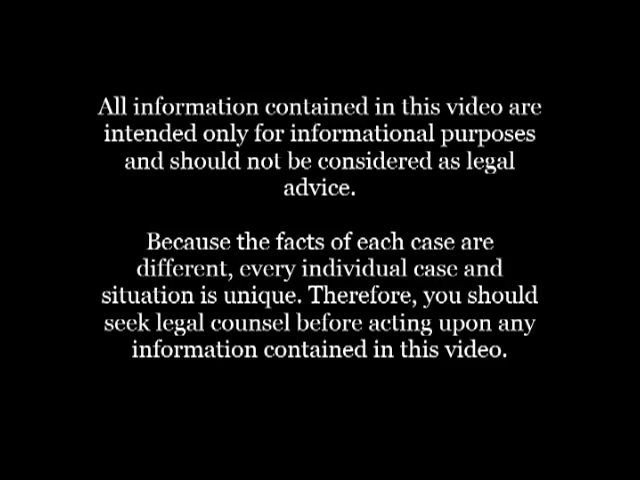 All information contained in this video are
intended only for informational purposes
and should not be considered as legal
advice.
Because the facts of each case are
different, every individual case and
situation is unique. Therefore, you should
seek legal counsel before acting upon any
information contained in this video.